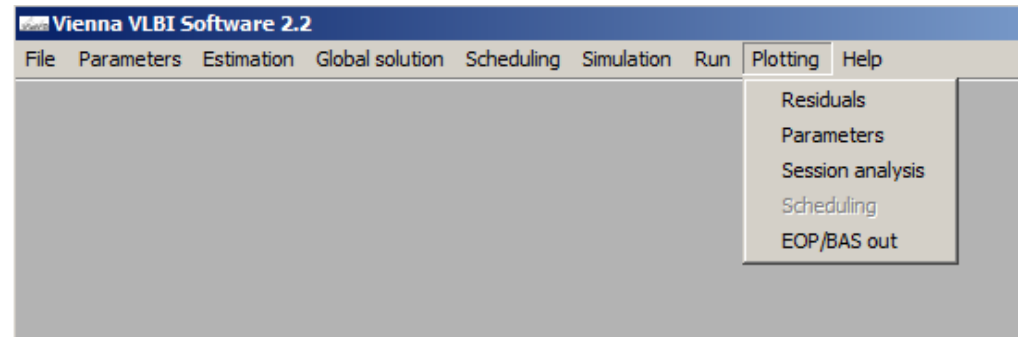 Vienna VLBI Software 2.2
File Parameters Estimation Global solution Scheduling Simulation Run Plotting Help
Residuals
Parameters
Session analysis
Scheduling
EOP/BAS out